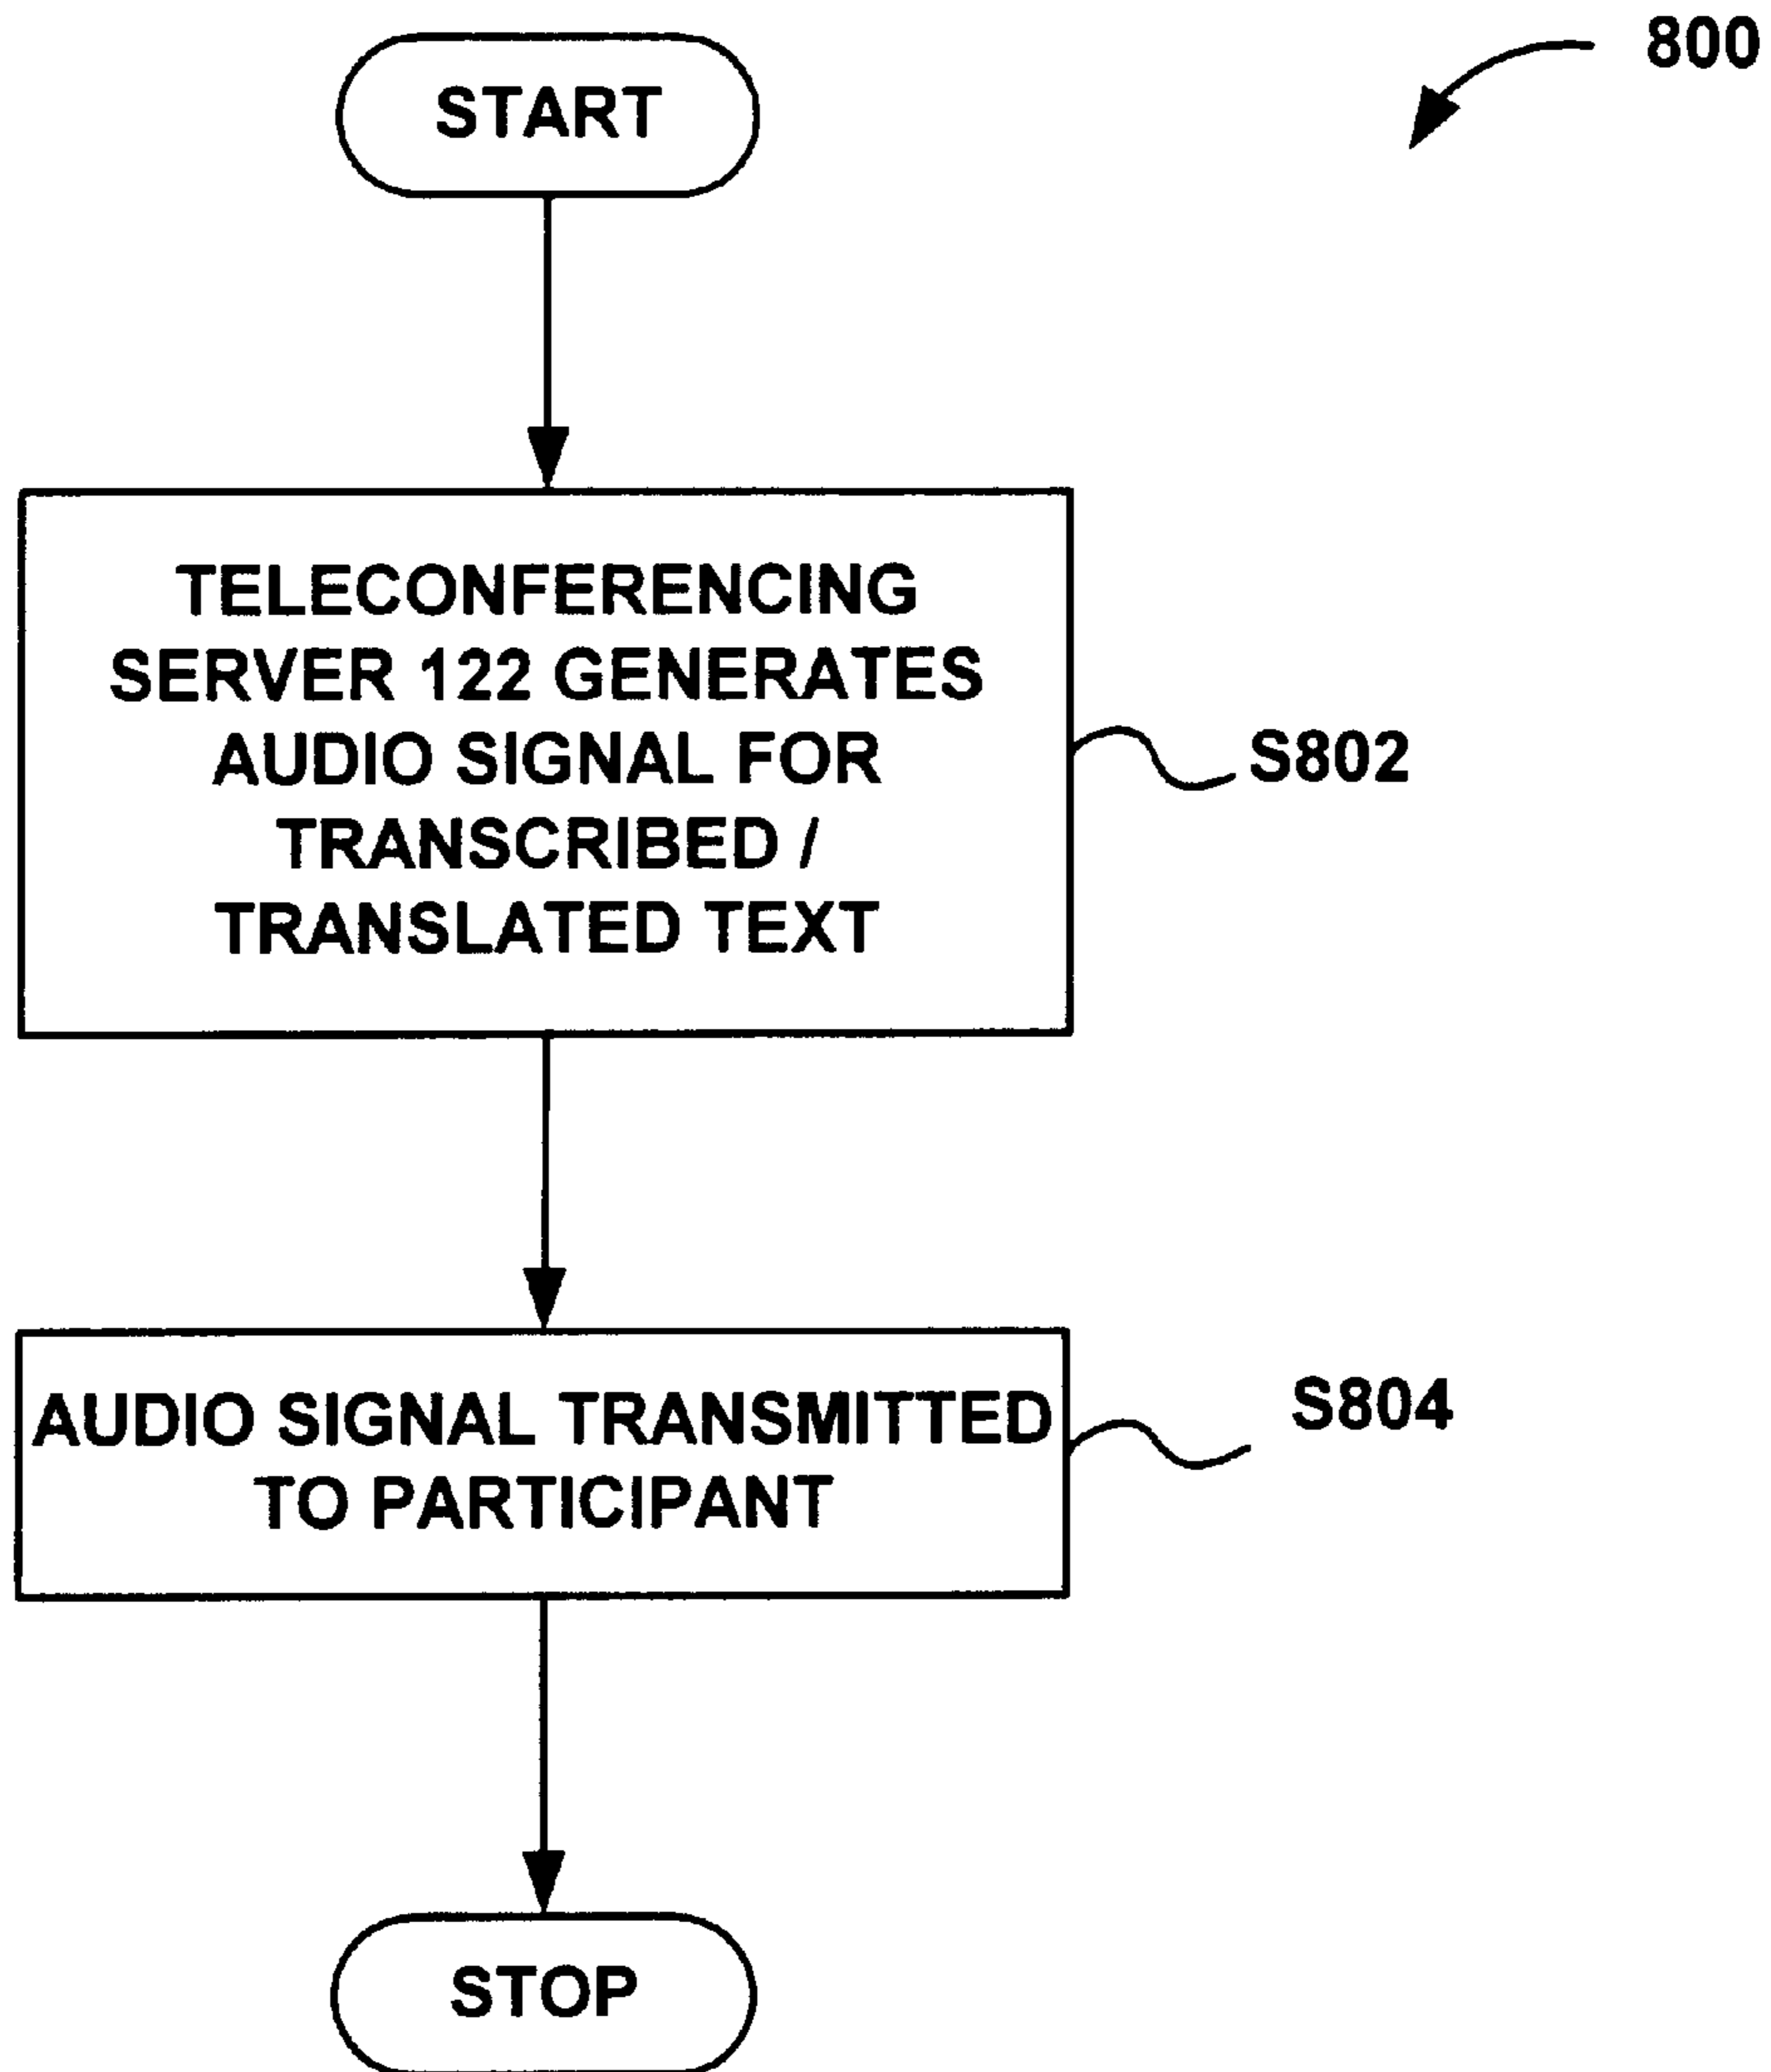 800
START
TELECONFERENCING
SERVER 122 GENERATES
AUDIO SIGNAL FOR
TRANSCRIBED /
TRANSLATED TEXT
S802
AUDIO SIGNAL TRANSMITTED
TO PARTICIPANT
S804
STOP